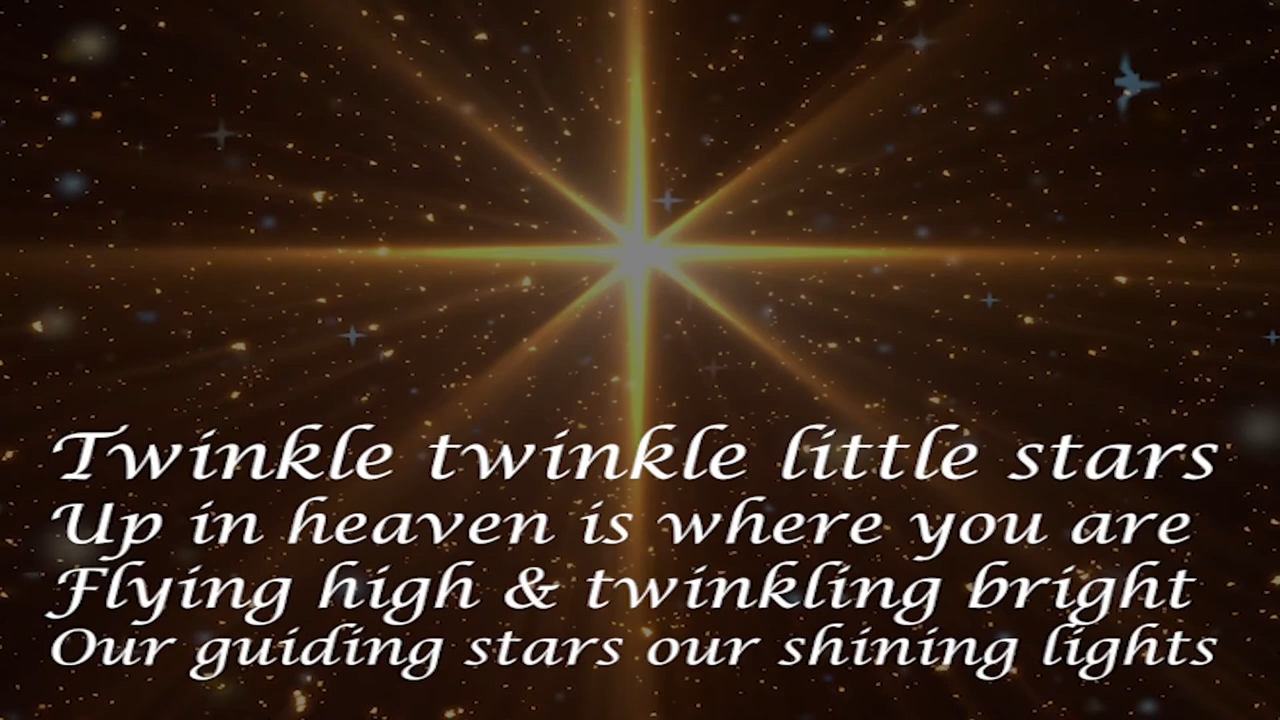 Twinkle twinkle little stars
Up in heaven is where you are
Flying high & twinkling bright
Our guiding stars our shining lights